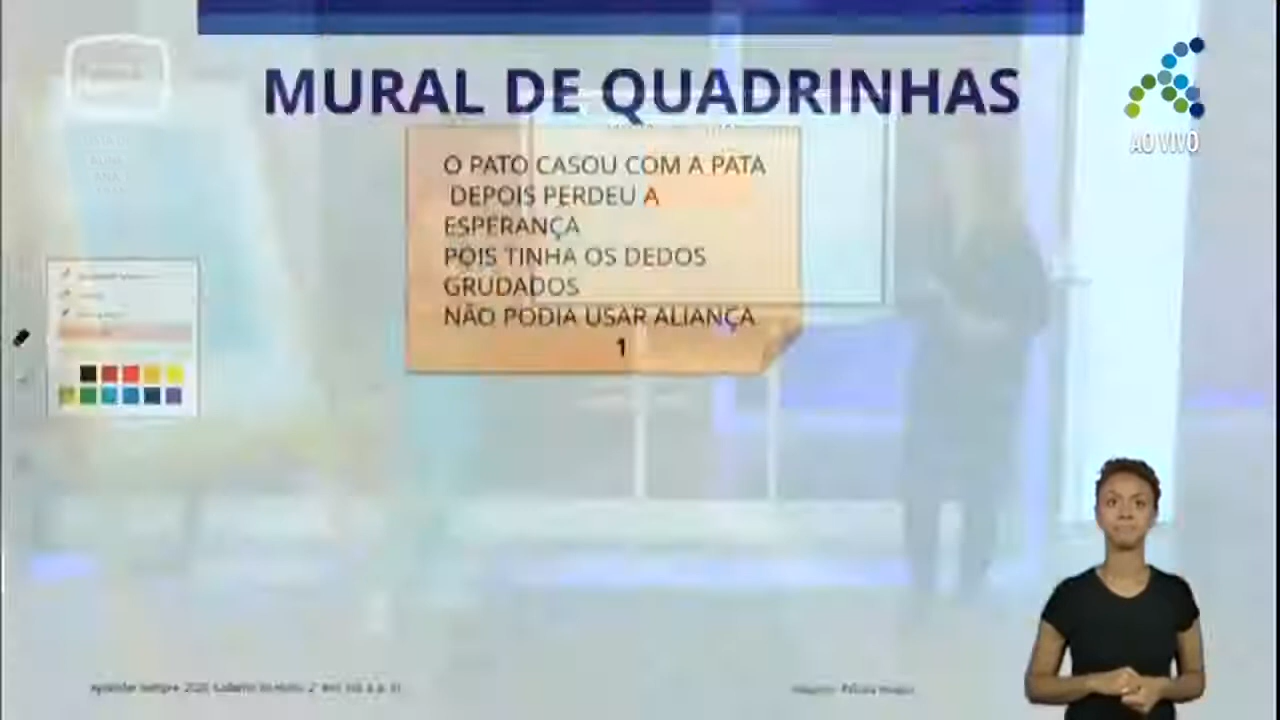 MURAL DE QUADRINHAS
AO VIVO
O PATO CASOU COM A PATA
DEPOIS PERDEU A
ESPERANÇA
POIS TINHA OS DEDOS
GRUDADOS
NÃO PODIA USAR ALIANÇA
1